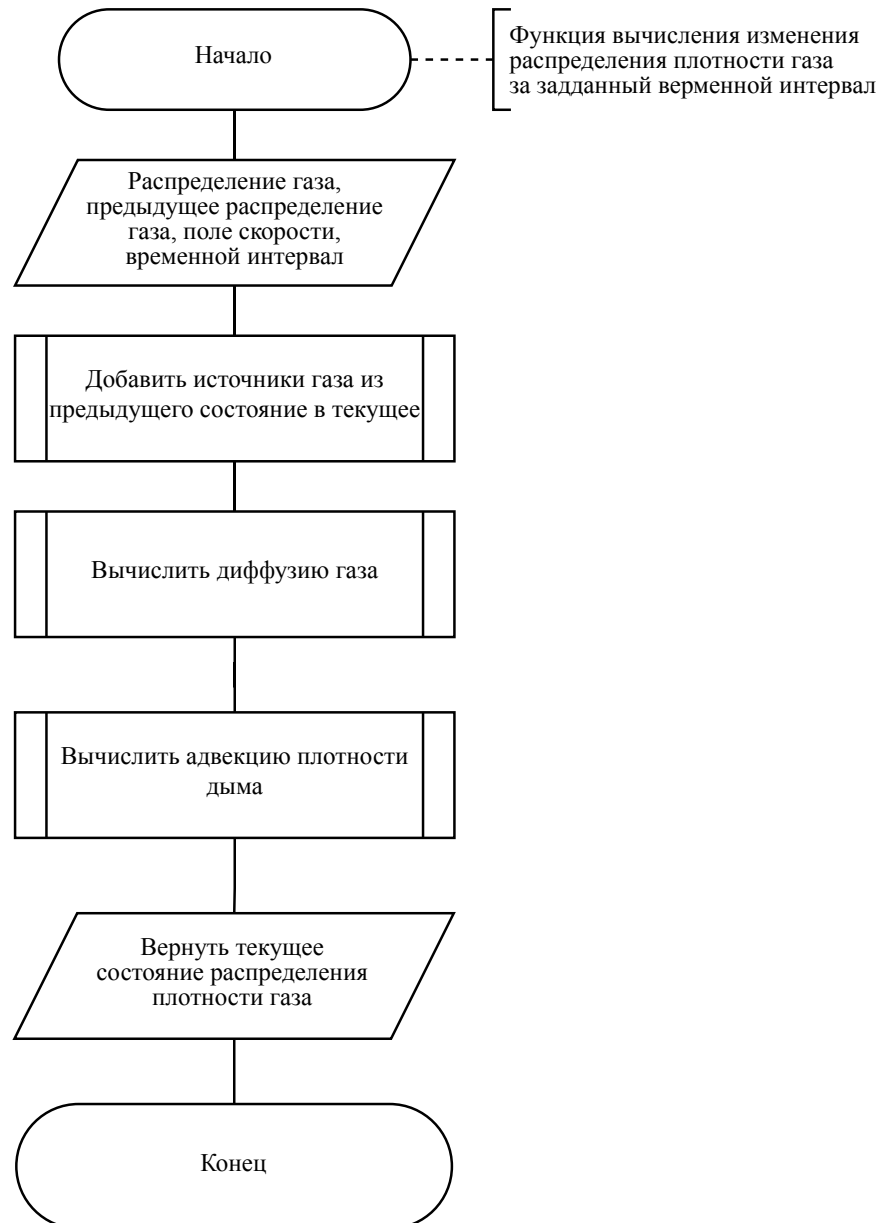 Начало
Функция вычисления изменения
распределения плотности газа
за задданный верменной интервал
Распределение газа,
предыдущее распределение
газа, поле скорости,
временной интервал
Добавить источники газа из
предыдущего состояние в текущее
Вычислить диффузию газа
Вычислить адвекцию плотности
дыма
Вернуть текущее
состояние распределения
плотности газа
Конец